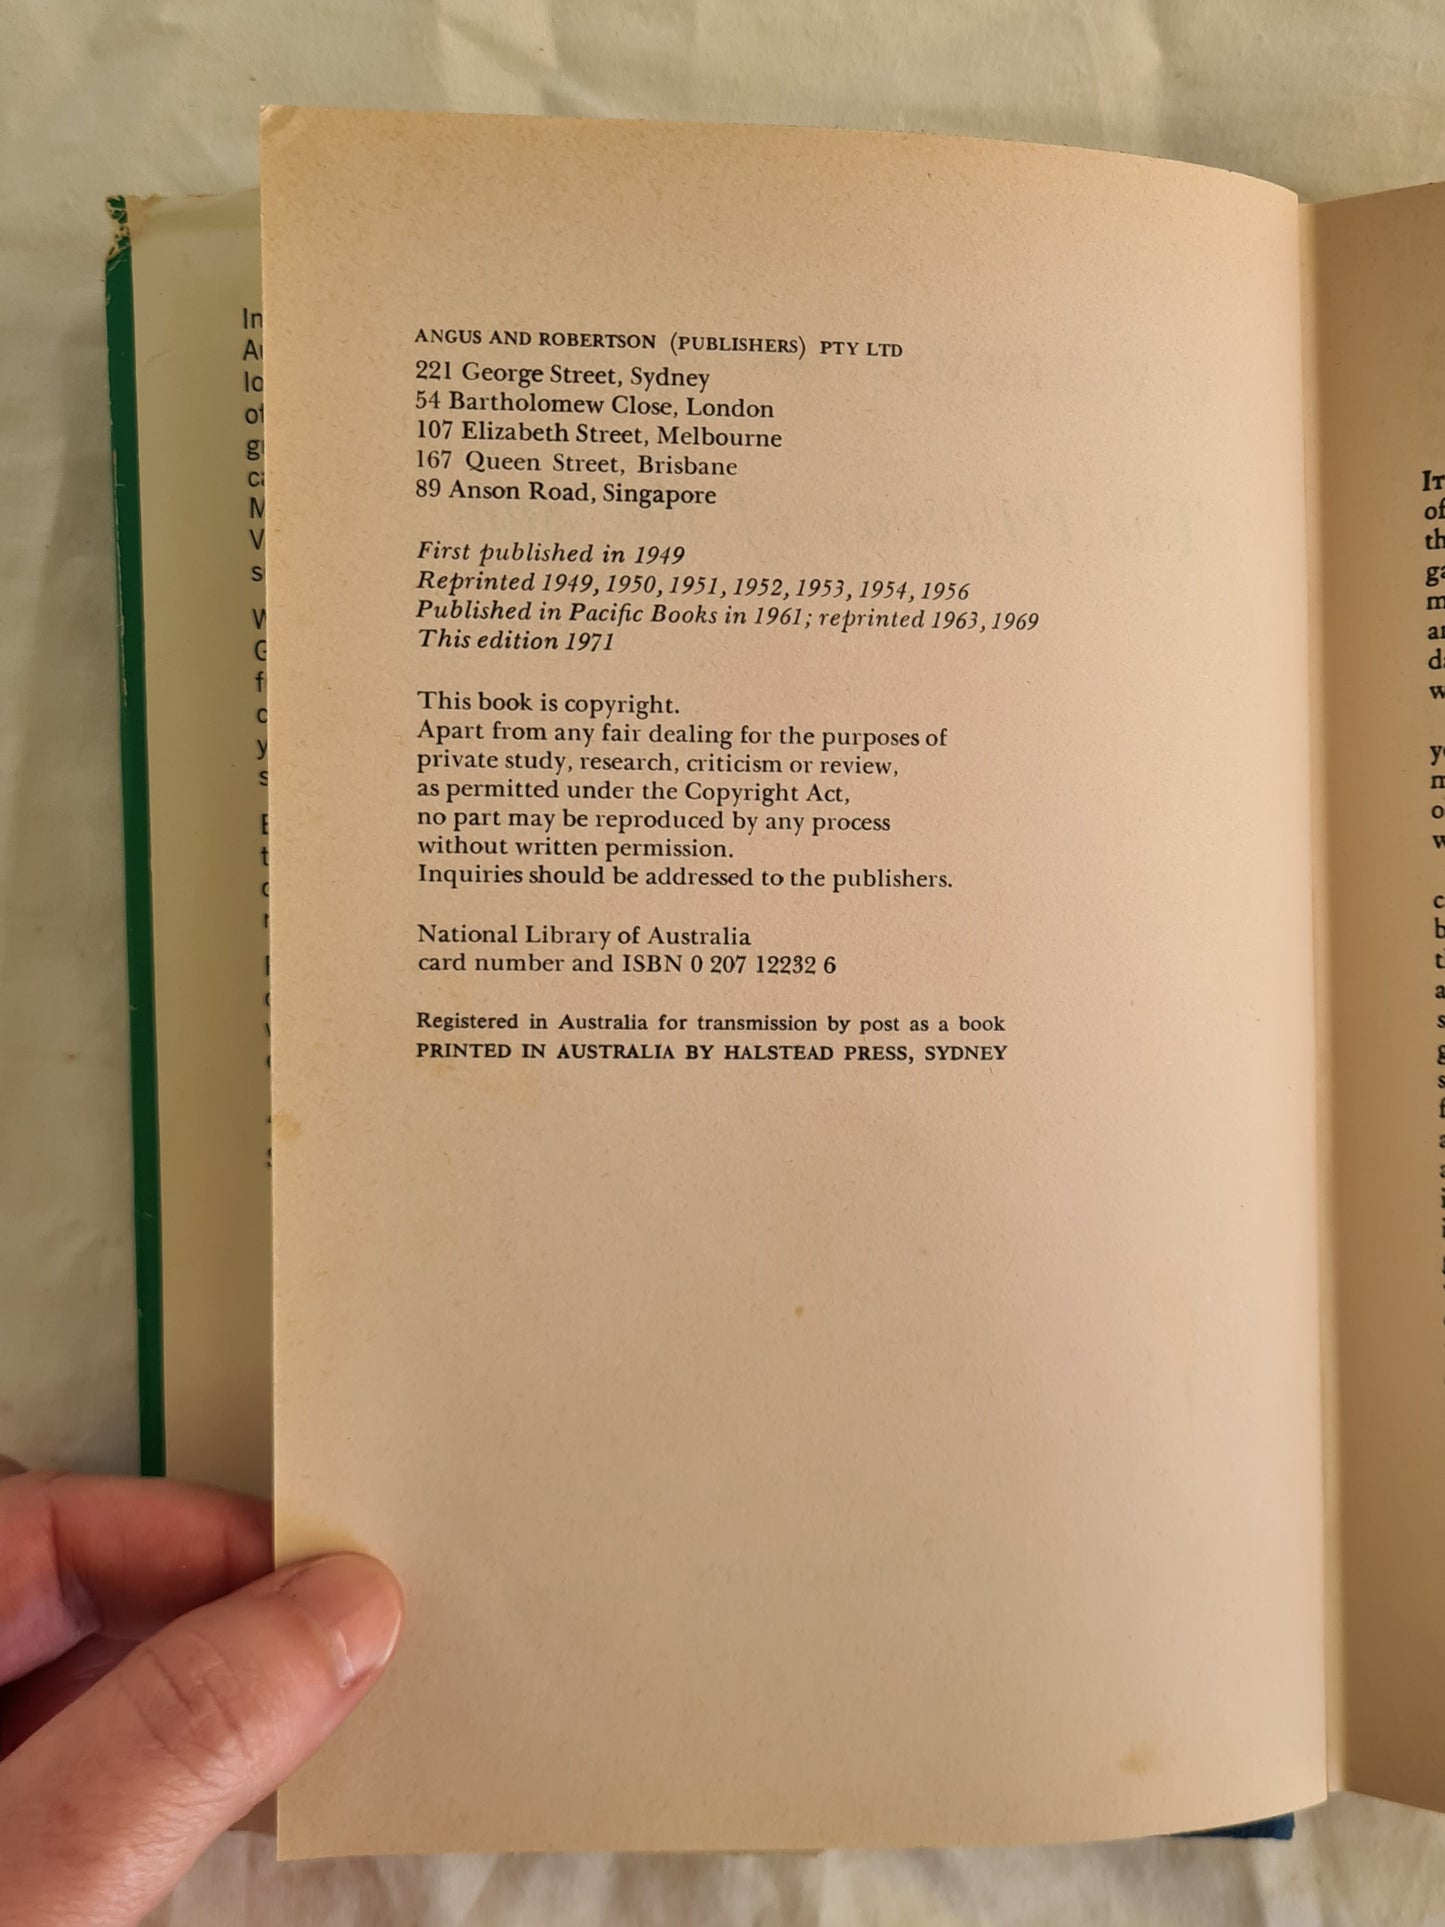 ANGUS AND ROBERTSON (PUBLISHERS) PTY LTD
221 George Street, Sydney
54 Bartholomew Close, London
107 Elizabeth Street, Melbourne
167 Queen Street, Brisbane
89 Anson Road, Singapore
First published in 1949
Reprinted 1949, 1950, 1951, 1952, 1953, 1954, 1956
Published in Pacific Books in 1961; reprinted 1963, 1969
This edition 1971
This book is copyright.
Apart from any fair dealing for the purposes of
private study, research, criticism or review,
as permitted under the Copyright Act,
no part may be reproduced by any process
without written permission.
Inquiries should be addressed to the publishers.
National Library of Australia
card number and ISBN 0 207 12232 6
Registered in Australia for transmission by post as a book
PRINTED IN AUSTRALIA BY HALSTEAD PRESS, SYDNEY